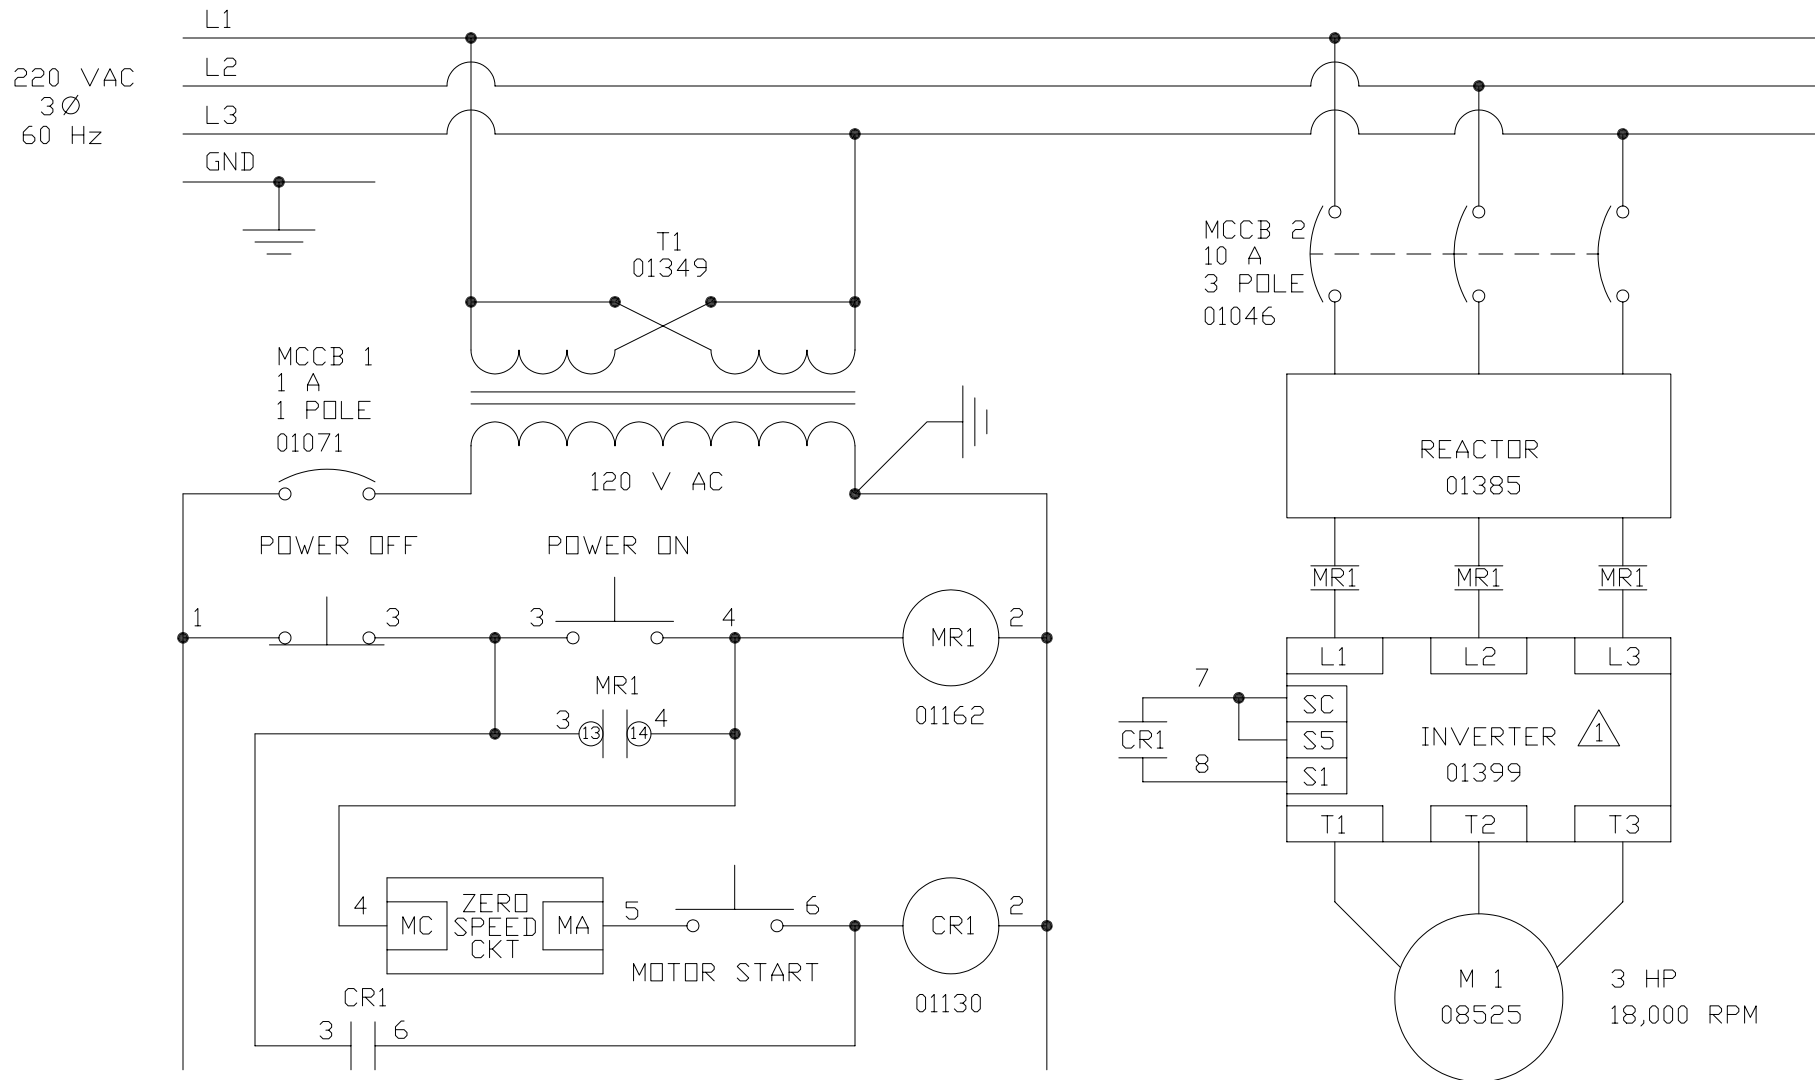 L1
220 VAC
3Ø
60 Hz
L2
L3
GND
T1
01349
MCCB 2
10 A
3 POLE
01046
MCCB 1
1 A
1 POLE
01071
120 V AC
REACTOR
01385
POWER OFF
POWER ON
MR1 MR1 MR1
1 3 3 4 MR1 2
01162
MR1
3 13 14 4
L1 L2 L3
7
SC
CR1
S5
8
S1
INVERTER 1
01399
T1 T2 T3
4 MC ZERO SPEED CKT MA 5 6 CR1 2
MOTOR START
01130
CR1
3 6
M 1
08525
3 HP
18,000 RPM